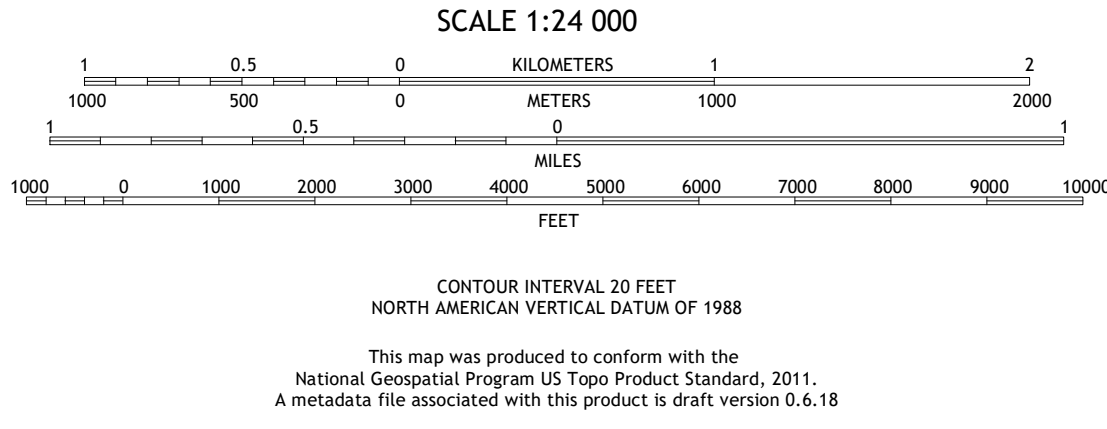 SCALE 1:24 000
1 0.5 0 KILOMETERS 1 2
1000 500 0 METERS 1000 2000
1 0.5 0 1
MILES
1000 0 1000 2000 3000 4000 5000 6000 7000 8000 9000 10000
FEET
CONTOUR INTERVAL 20 FEET
NORTH AMERICAN VERTICAL DATUM OF 1988
This map was produced to conform with the
National Geospatial Program US Topo Product Standard, 2011.
A metadata file associated with this product is draft version 0.6.18